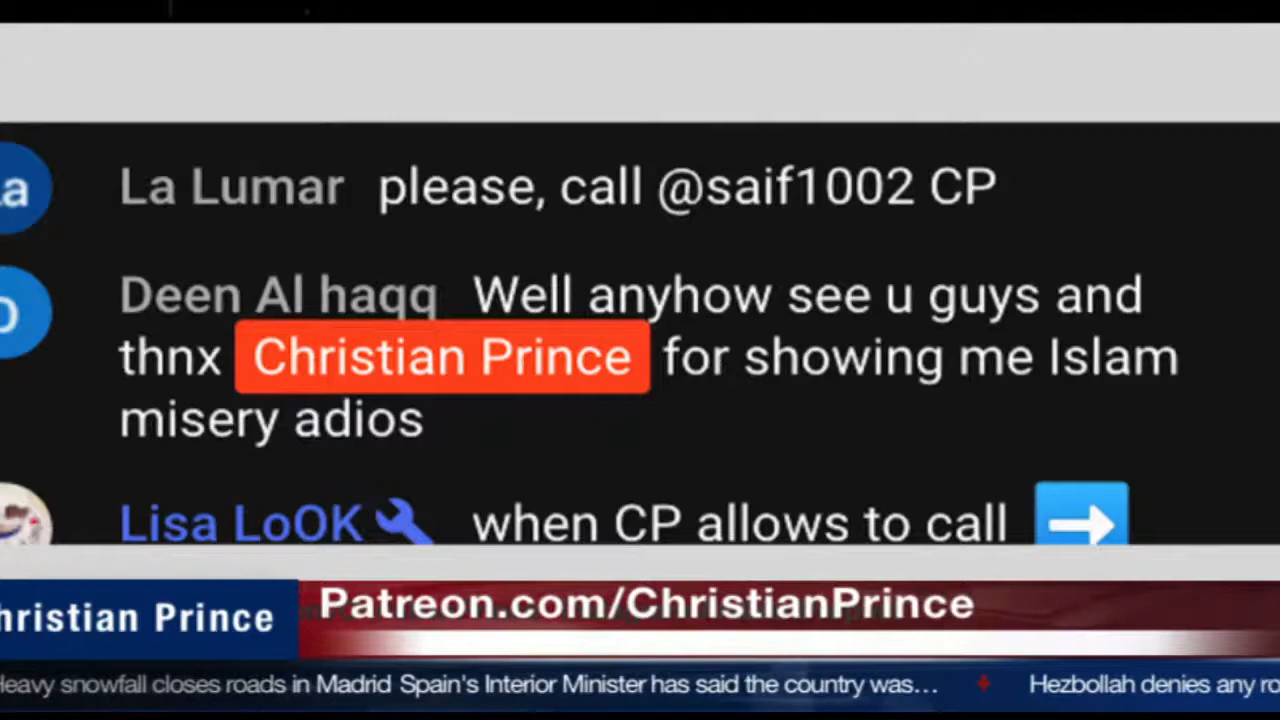 a
La Lumar please, call @saif1002 CP
D
Deen Al haqq Well anyhow see u guys and
thnx Christian Prince for showing me Islam
misery adios
Lisa LoOK when CP allows to call
hristian Prince
Patreon.com/ChristianPrince
Heavy snowfall closes roads in Madrid Spain's Interior Minister has said the country was... Hezbollah denies any ro